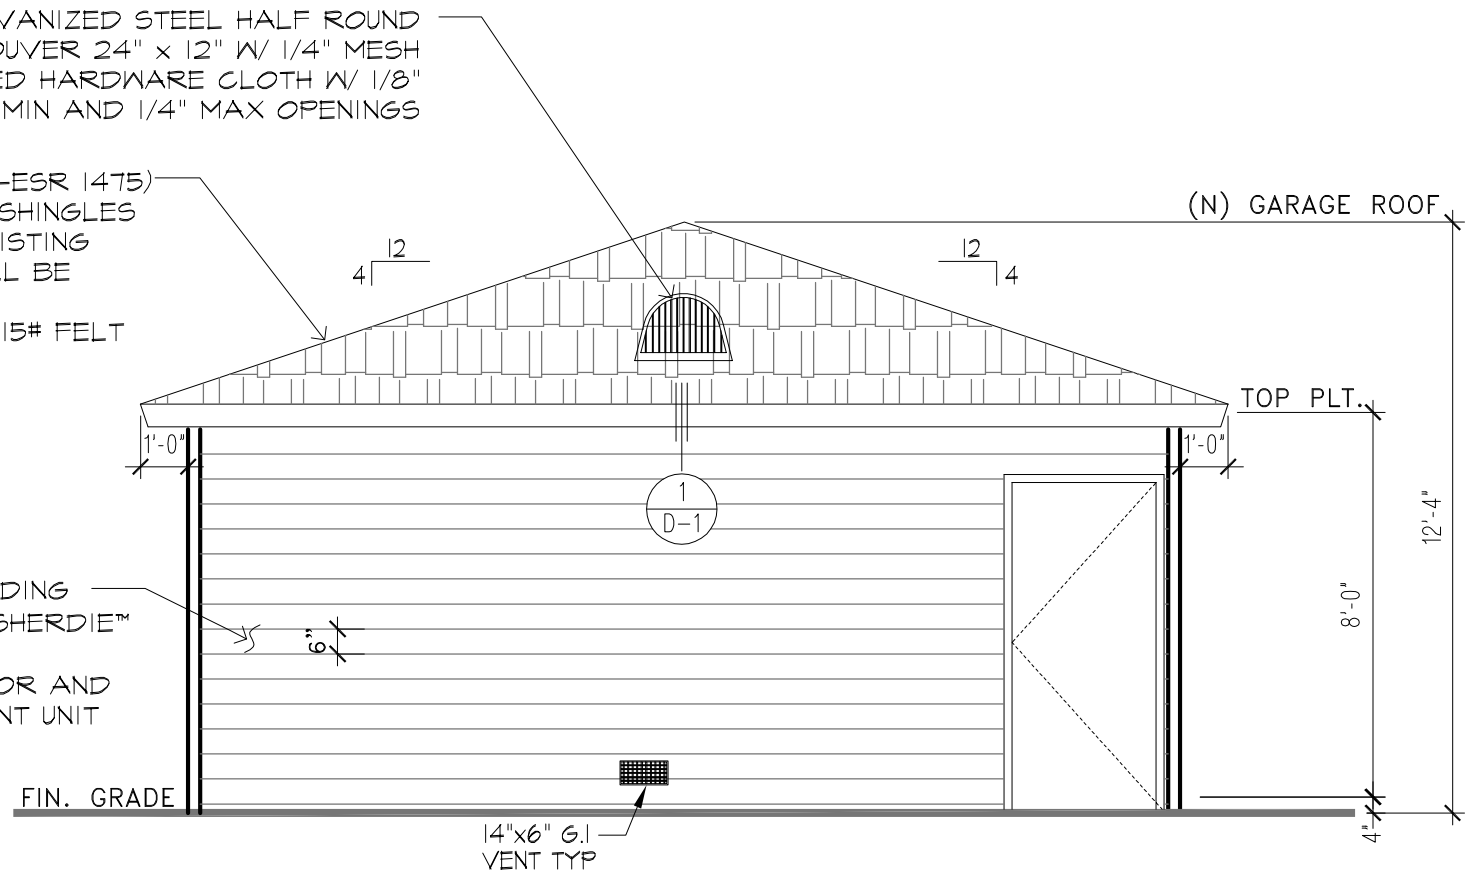 VANIZED STEEL HALF ROUND
OUVER 24" x 12" W/ 1/4" MESH
ED HARDWARE CLOTH W/ 1/8"
MIN AND 1/4" MAX OPENINGS
-ESR 1475)
SHINGLES
ISTING
L BE
15# FELT
(N) GARAGE ROOF
12
4
12
4
TOP PLT.
1'-0"
1'-0"
1
D-1
12'-4"
8'-0"
DING
SHERDIE™
6"
OR AND
NT UNIT
FIN. GRADE
4"
14"x6" G.I
VENT TYP